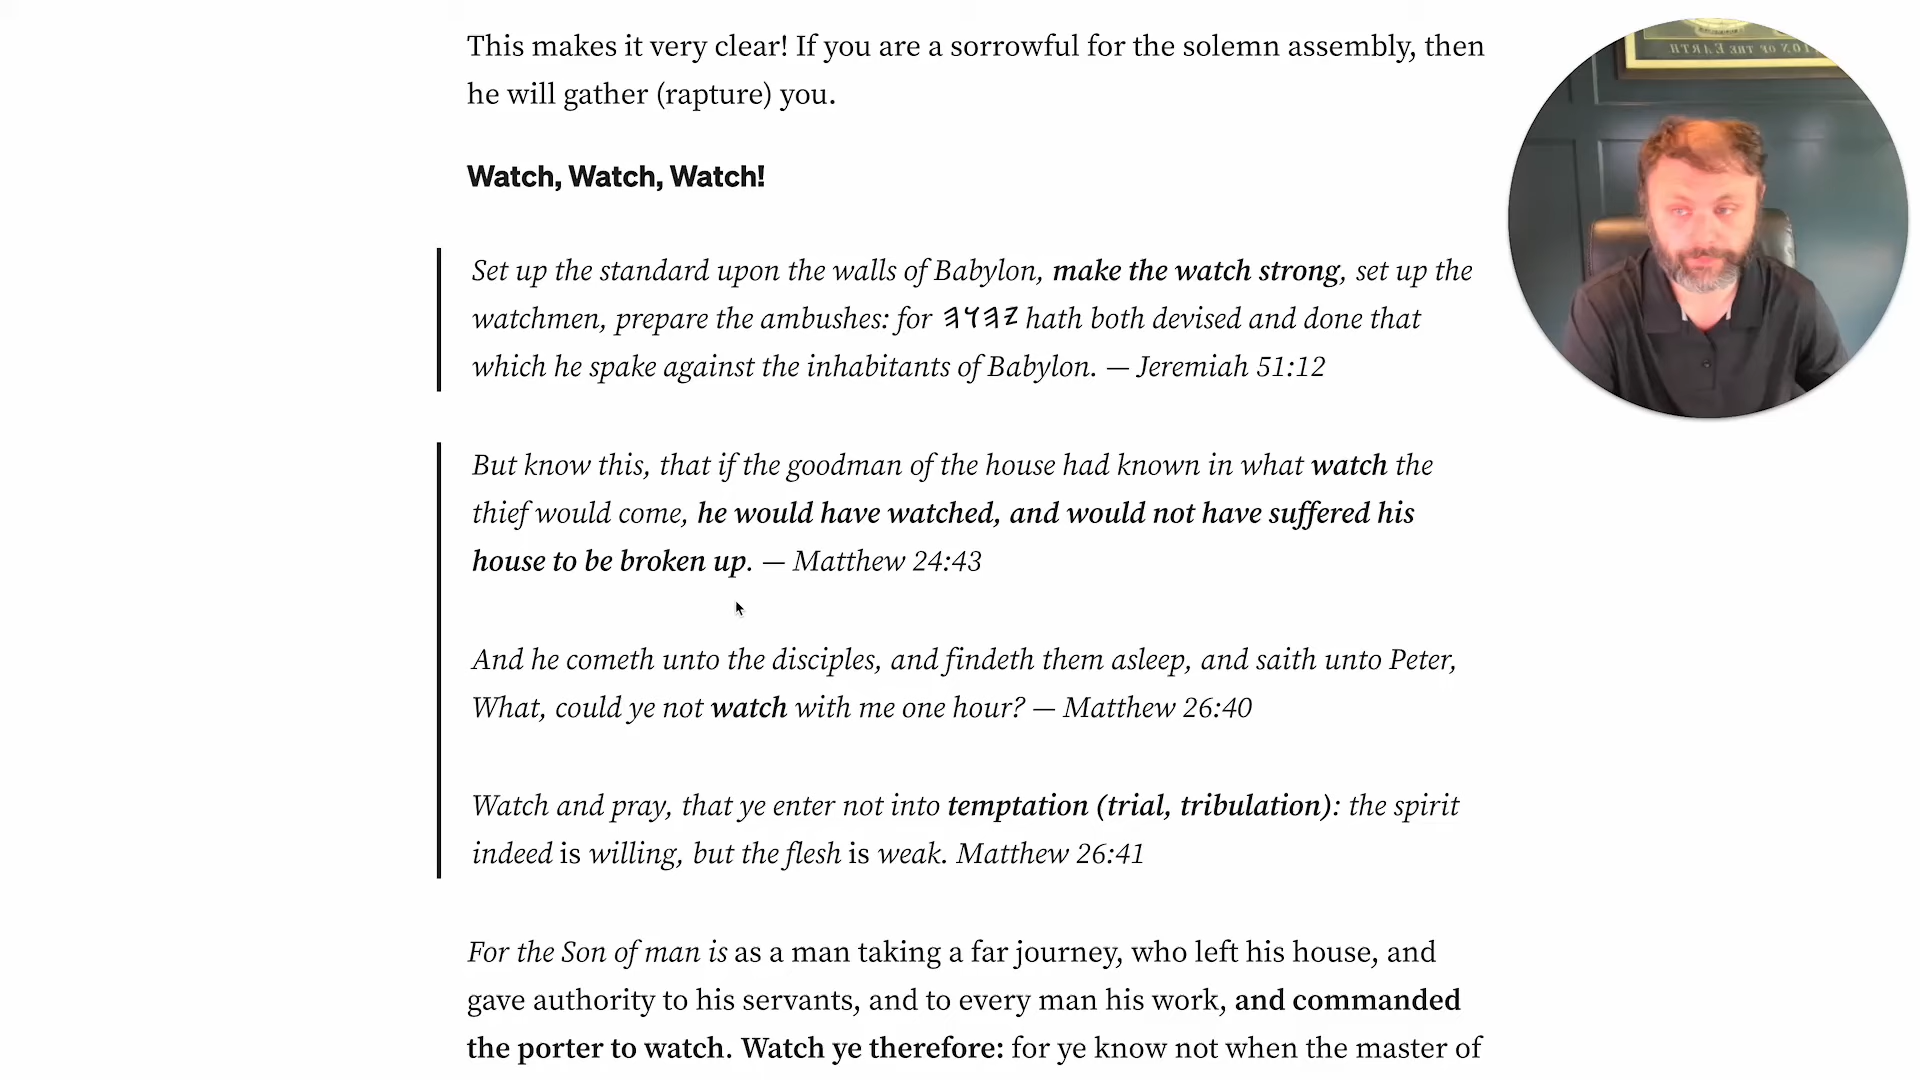 This makes it very clear! If you are a sorrowful for the solemn assembly, then
he will gather (rapture) you.
Watch, Watch, Watch!
Set up the standard upon the walls of Babylon, make the watch strong, set up the
watchmen, prepare the ambushes: for 𐤉𐤄𐤅𐤄 hath both devised and done that
which he spake against the inhabitants of Babylon. — Jeremiah 51:12
But know this, that if the goodman of the house had known in what watch the
thief would come, he would have watched, and would not have suffered his
house to be broken up. — Matthew 24:43
And he cometh unto the disciples, and findeth them asleep, and saith unto Peter,
What, could ye not watch with me one hour? — Matthew 26:40
Watch and pray, that ye enter not into temptation (trial, tribulation): the spirit
indeed is willing, but the flesh is weak. Matthew 26:41
For the Son of man is as a man taking a far journey, who left his house, and
gave authority to his servants, and to every man his work, and commanded
the porter to watch. Watch ye therefore: for ye know not when the master of
OF THE EARTH